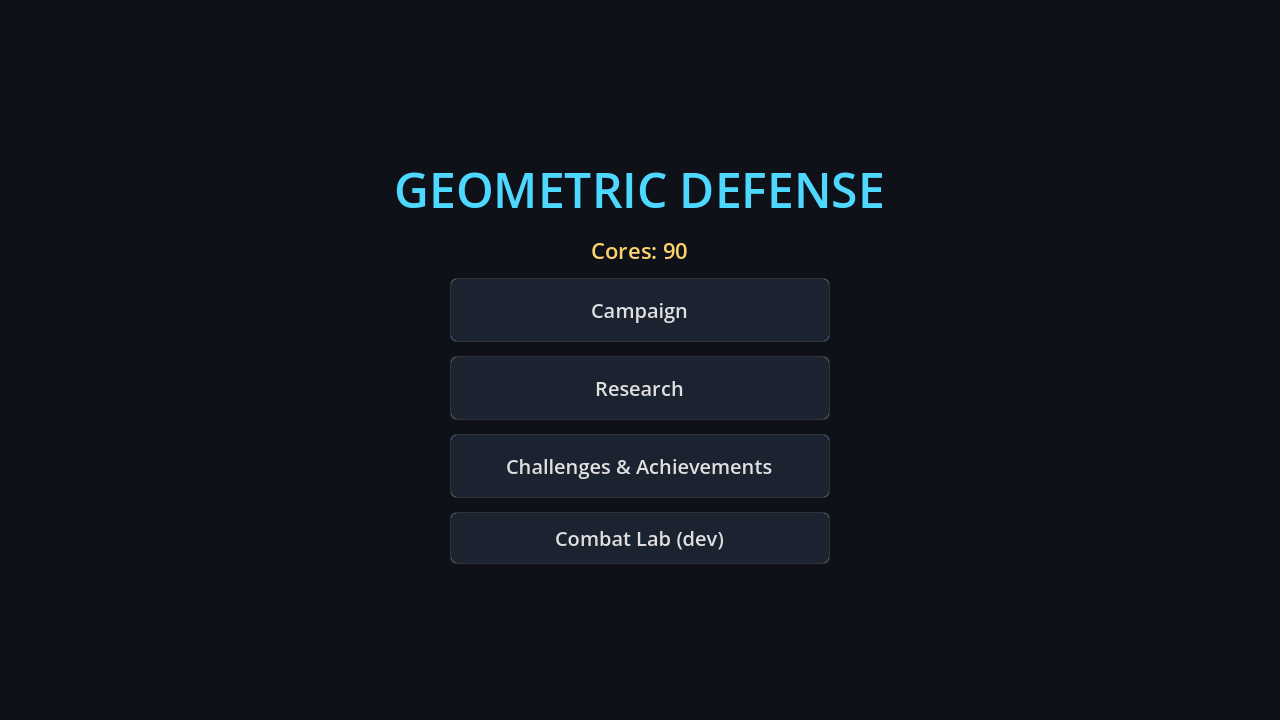 GEOMETRIC DEFENSE
Cores: 90
Campaign
Research
Challenges & Achievements
Combat Lab (dev)